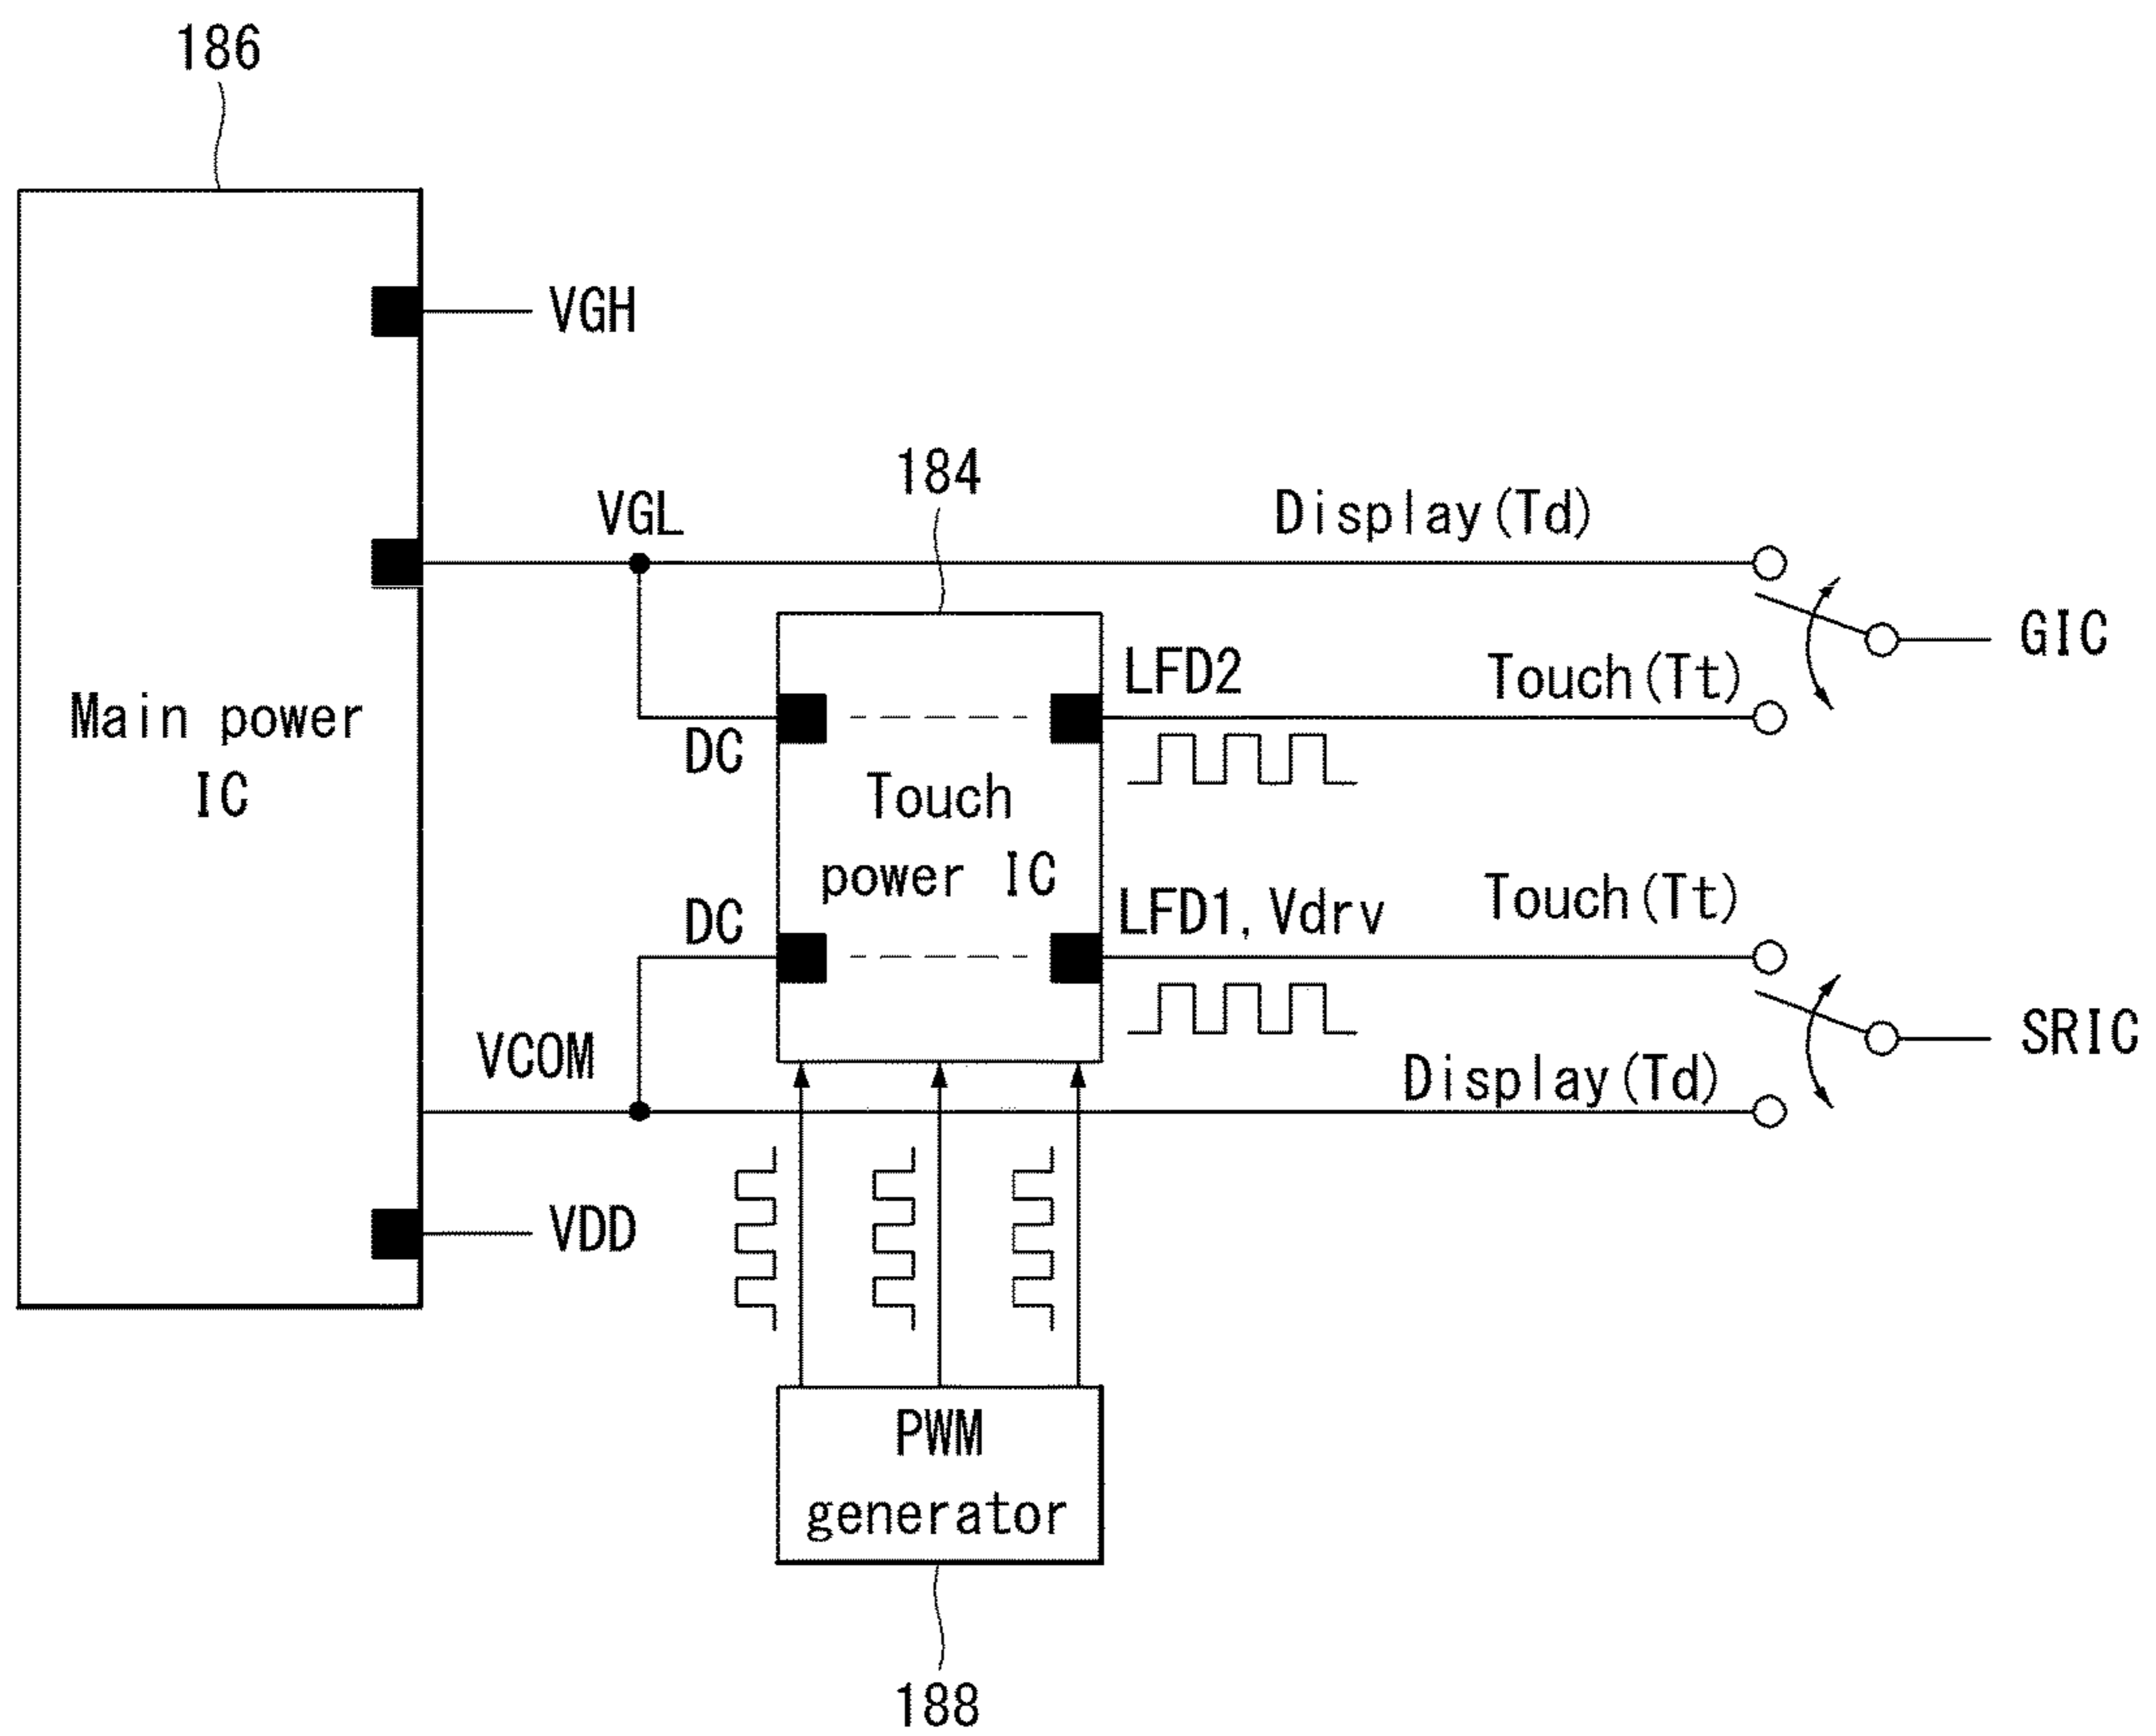 186
VGH
184
VGL
Display(Td)
GIC
LFD2
Touch(Tt)
DC
Main power
IC
Touch
power IC
DC
LFD1, Vdrv
Touch(Tt)
SRIC
VCOM
Display(Td)
VDD
PWM
generator
188